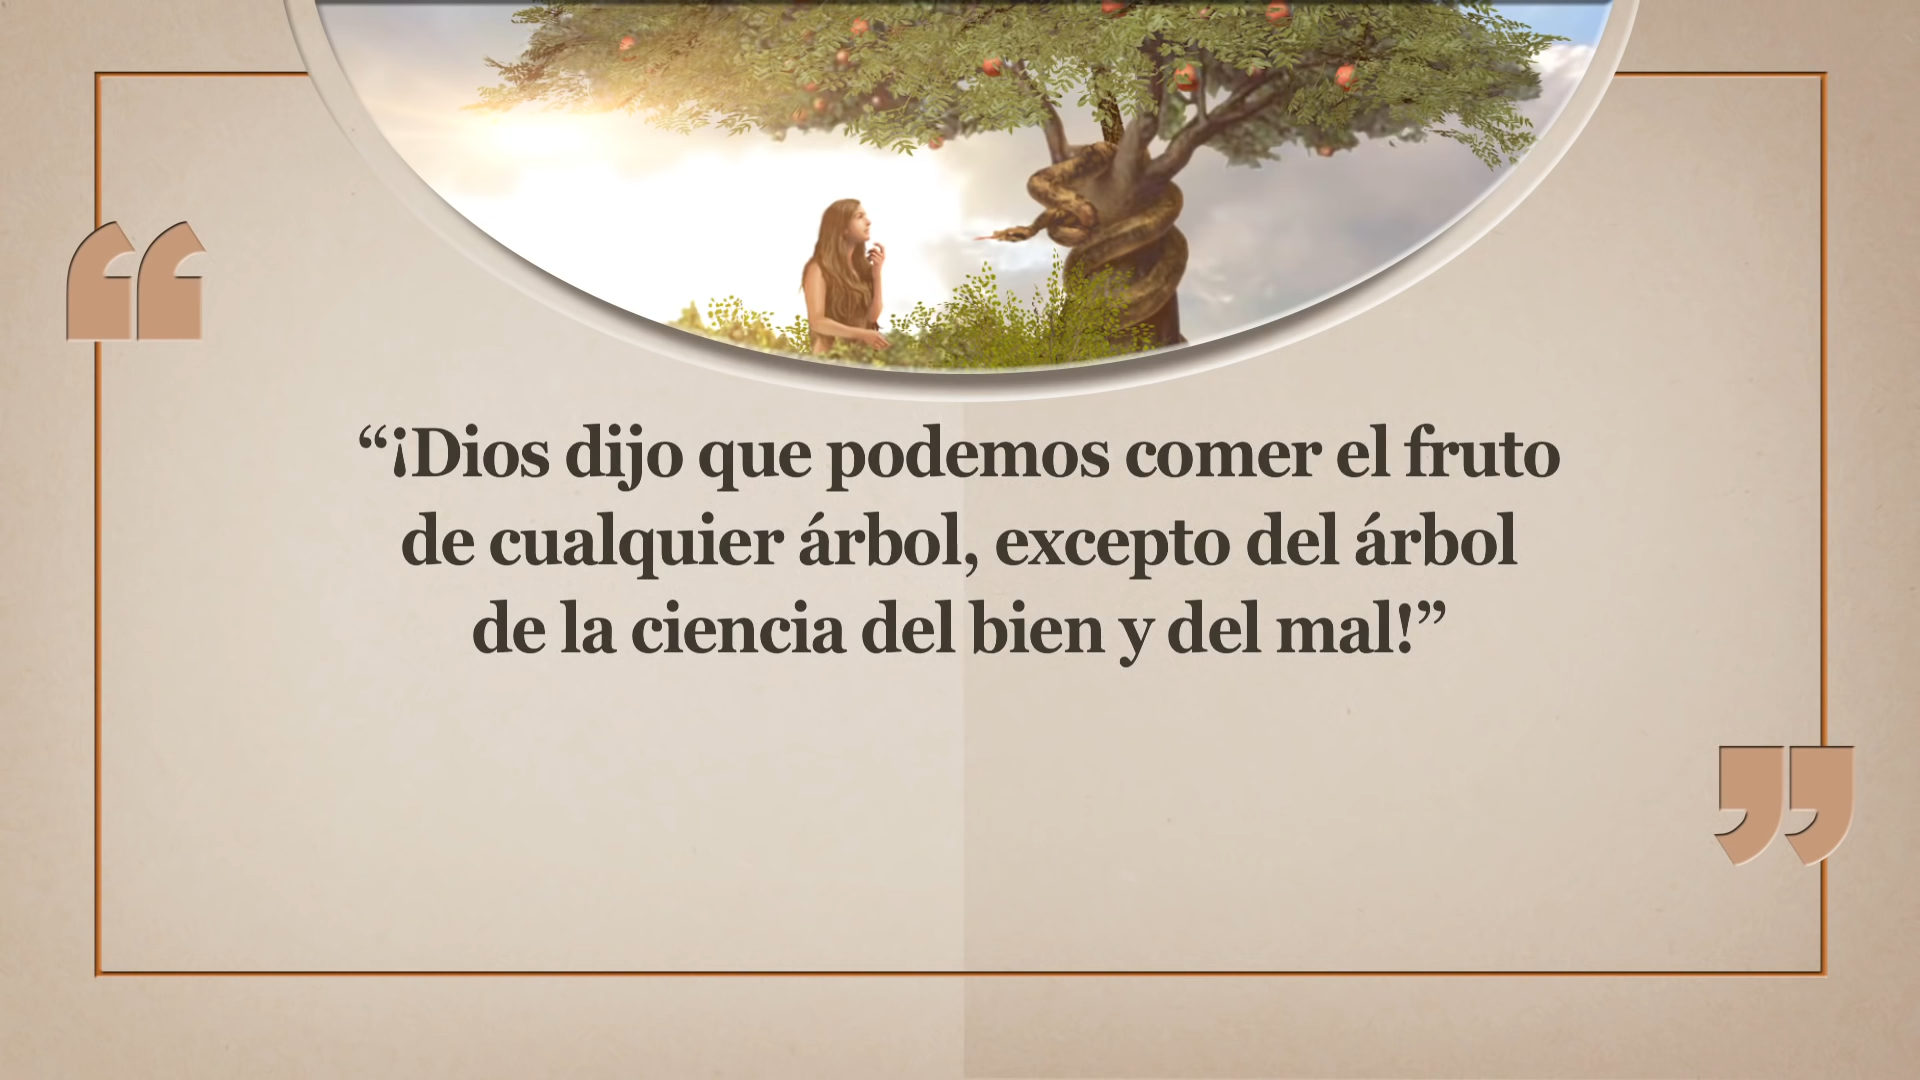 “¡Dios dijo que podemos comer el fruto
de cualquier árbol, excepto del árbol
de la ciencia del bien y del mal!”